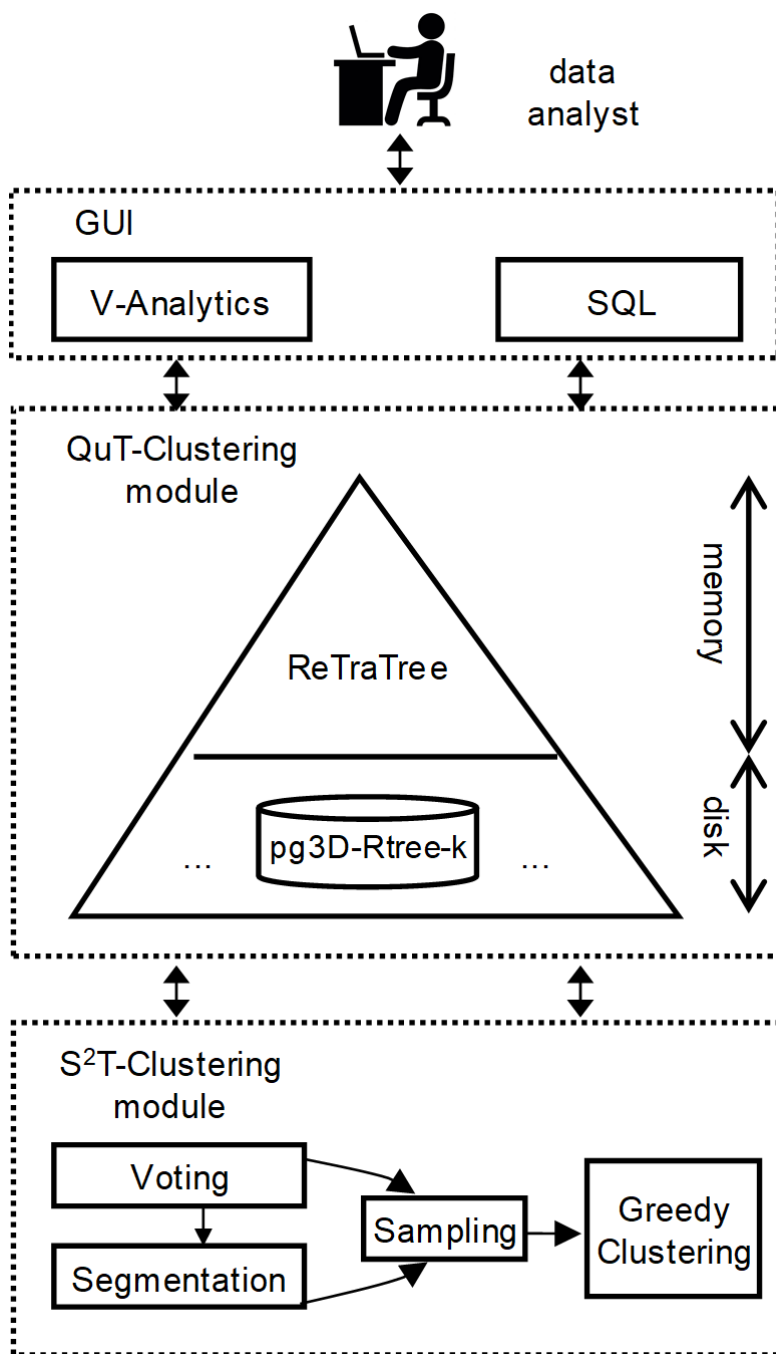 data
analyst
GUI
V-Analytics
SQL
QuT-Clustering
module
memory
ReTraTree
disk
pg3D-Rtree-k
...
...
S²T-Clustering
module
Voting
Segmentation
Sampling
Greedy
Clustering